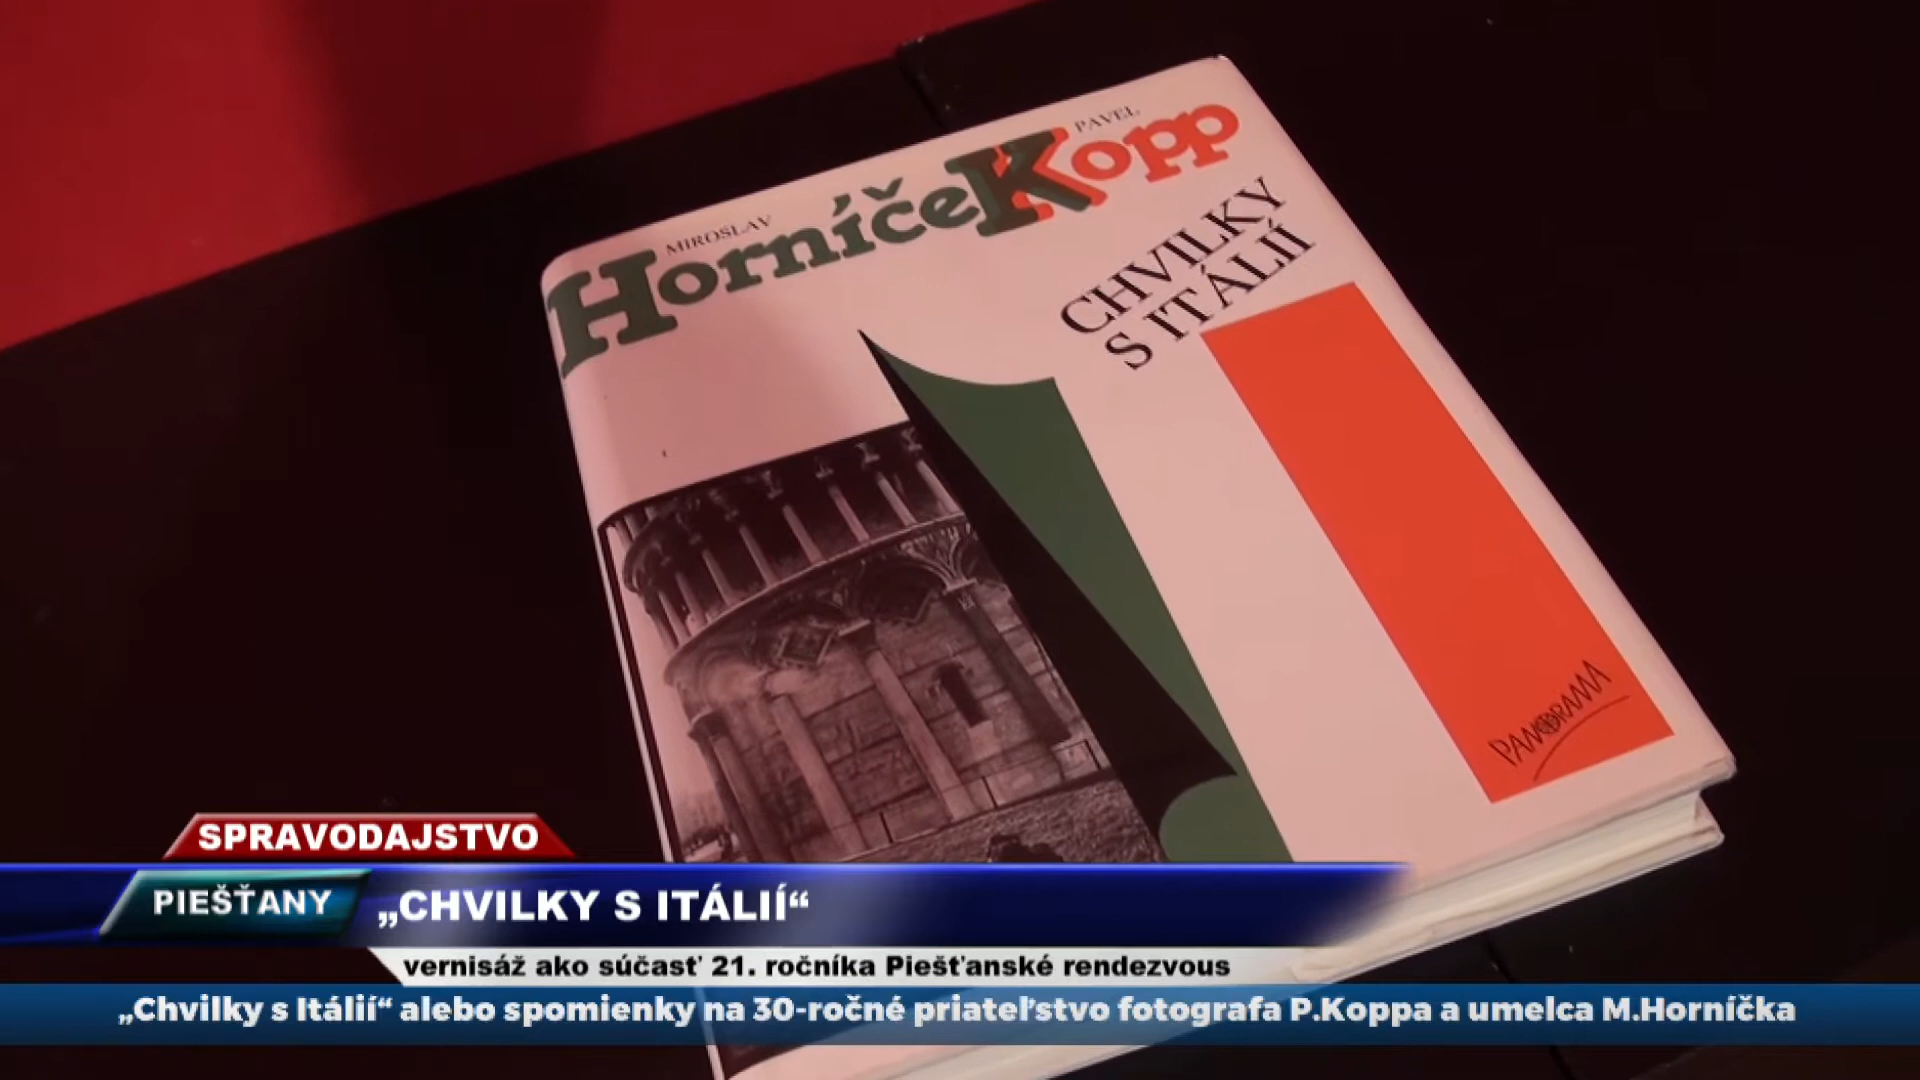 MIROSLAV
PAVEL
HorníčeKopp
CHVILKY
S ITÁLIÍ
PANORAMA
SPRAVODAJSTVO
PIEŠŤANY
„CHVILKY S ITÁLIÍ“
vernisáž ako súčasť 21. ročníka Piešťanské rendezvous
„Chvilky s Itálií“ alebo spomienky na 30-ročné priateľstvo fotografa P.Koppa a umelca M.Horníčka